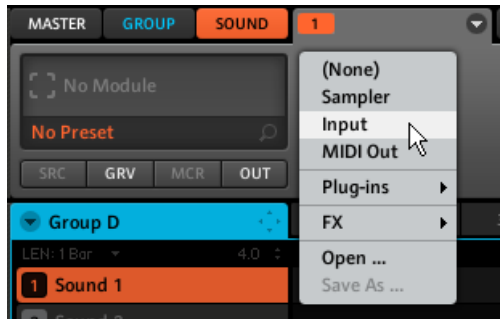 MASTER GROUP SOUND 1
(None)
No Module
Sampler
Input
No Preset
MIDI Out
SRC GRV MCR OUT
Plug-ins
Group D
FX
LEN: 1 Bar 4.0
Open ...
1 Sound 1
Save As ...